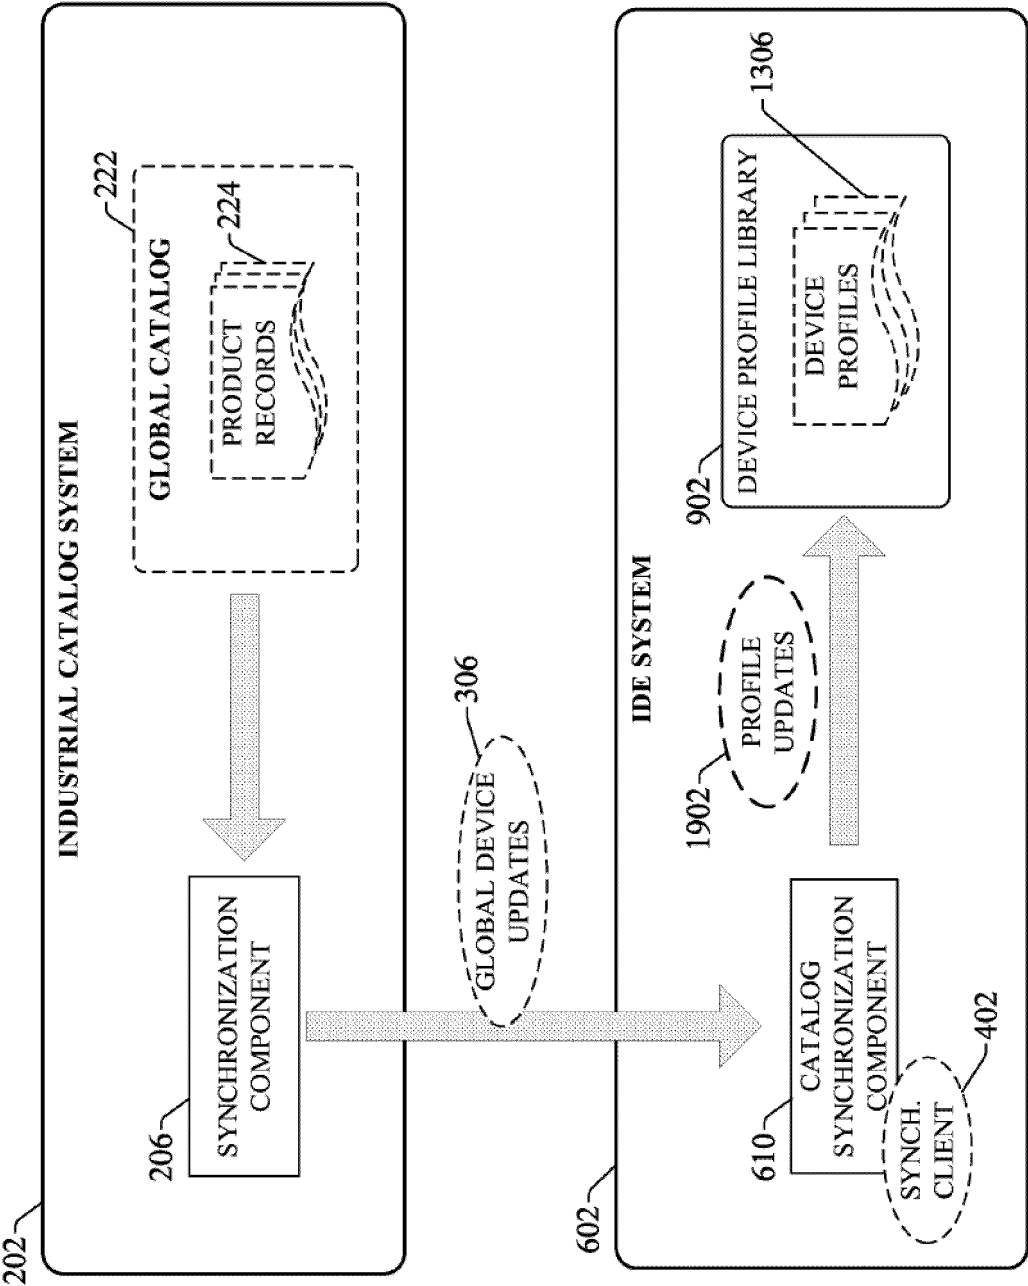 202
INDUSTRIAL CATALOG SYSTEM
206
SYNCHRONIZATION
COMPONENT
222
GLOBAL CATALOG
224
PRODUCT
RECORDS
306
GLOBAL DEVICE
UPDATES
602
IDE SYSTEM
610
CATALOG
SYNCHRONIZATION
COMPONENT
402
SYNCH.
CLIENT
1902
PROFILE
UPDATES
902
DEVICE PROFILE LIBRARY
1306
DEVICE
PROFILES